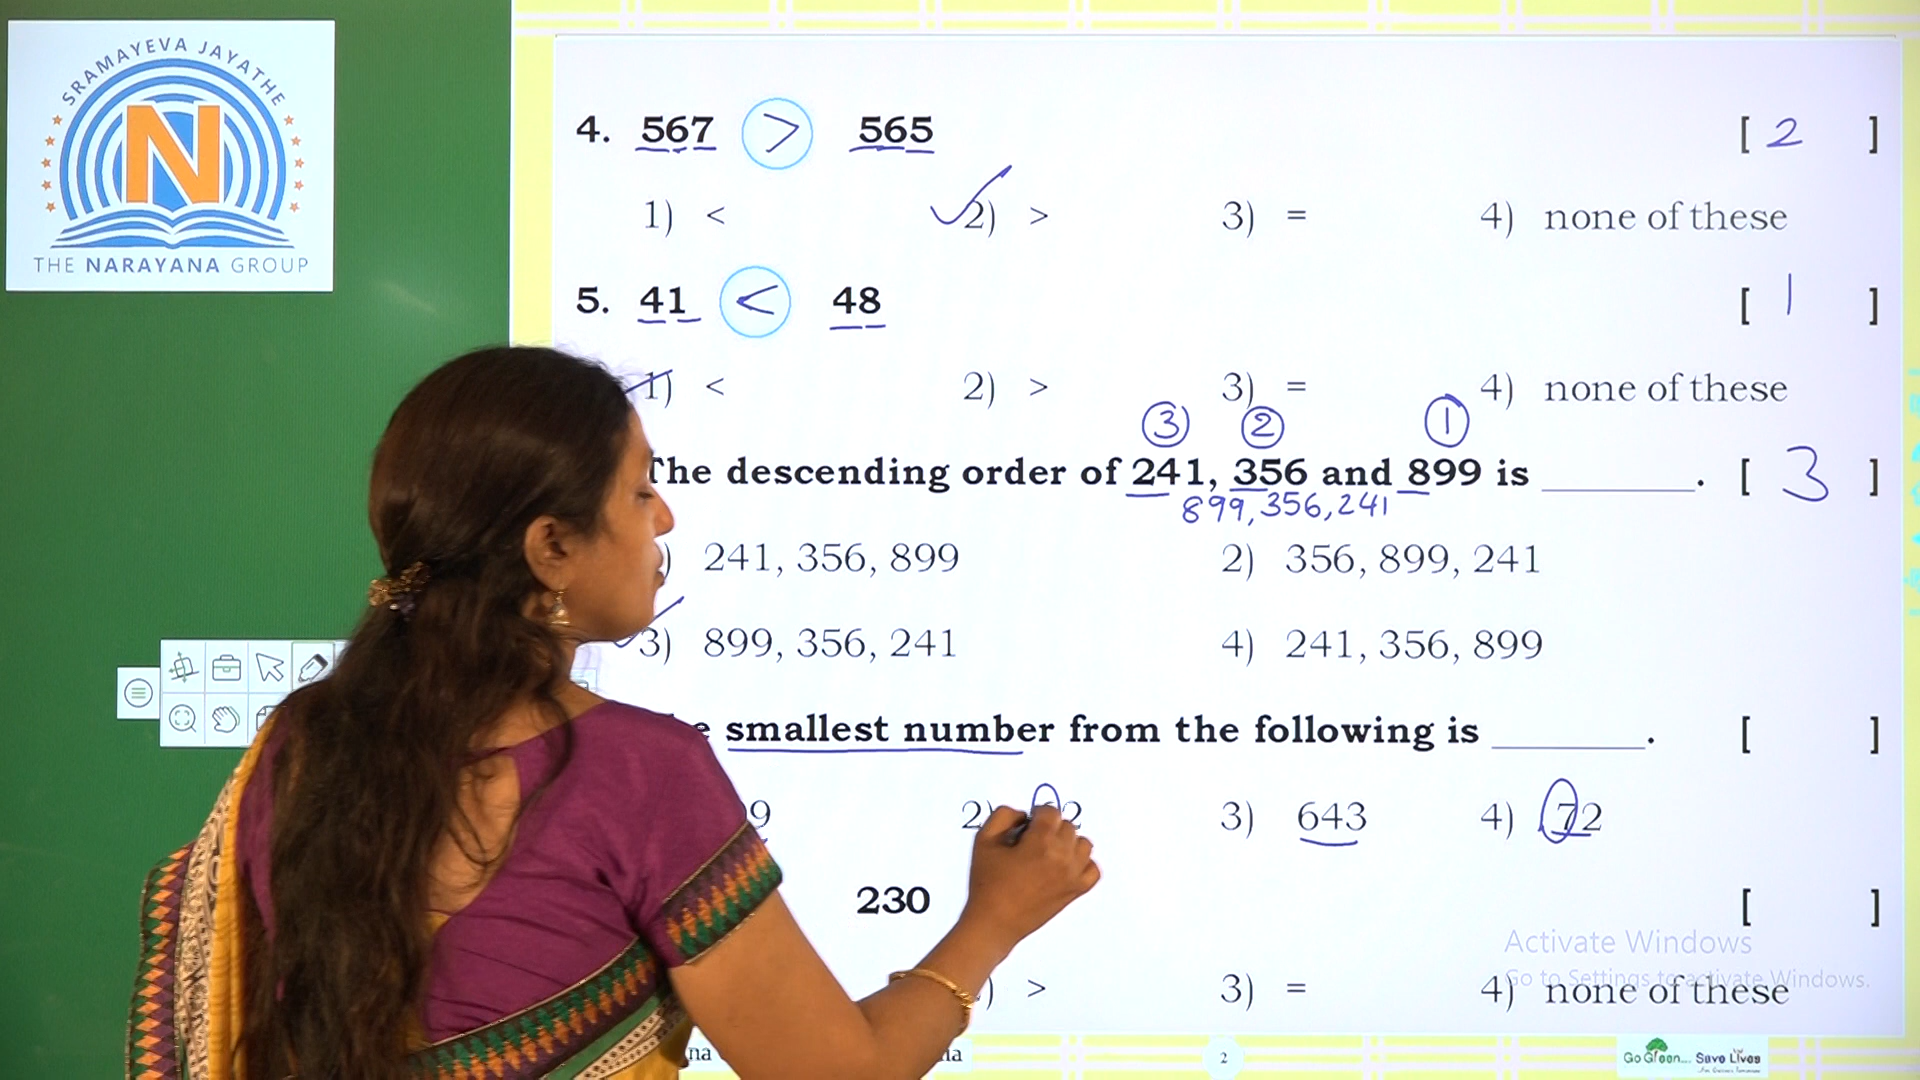 SRAMAYEVA JAYATHE
N
THE NARAYANA GROUP
4. 567 > 565 [ 2 ]
1) < 2) > 3) = 4) none of these
5. 41 < 48 [ 1 ]
1) < 2) > 3) = 4) none of these
3 2 1
The descending order of 241, 356 and 899 is ______. [ 3 ]
899, 356, 241
) 241, 356, 899 2) 356, 899, 241
3) 899, 356, 241 4) 241, 356, 899
smallest number from the following is ______. [ ]
9 2) 2 3) 643 4) 72
230 [ ]
) > 3) = 4) none of these
Activate Windows
Go to Settings to activate Windows.
2
Go Green... Save Lives